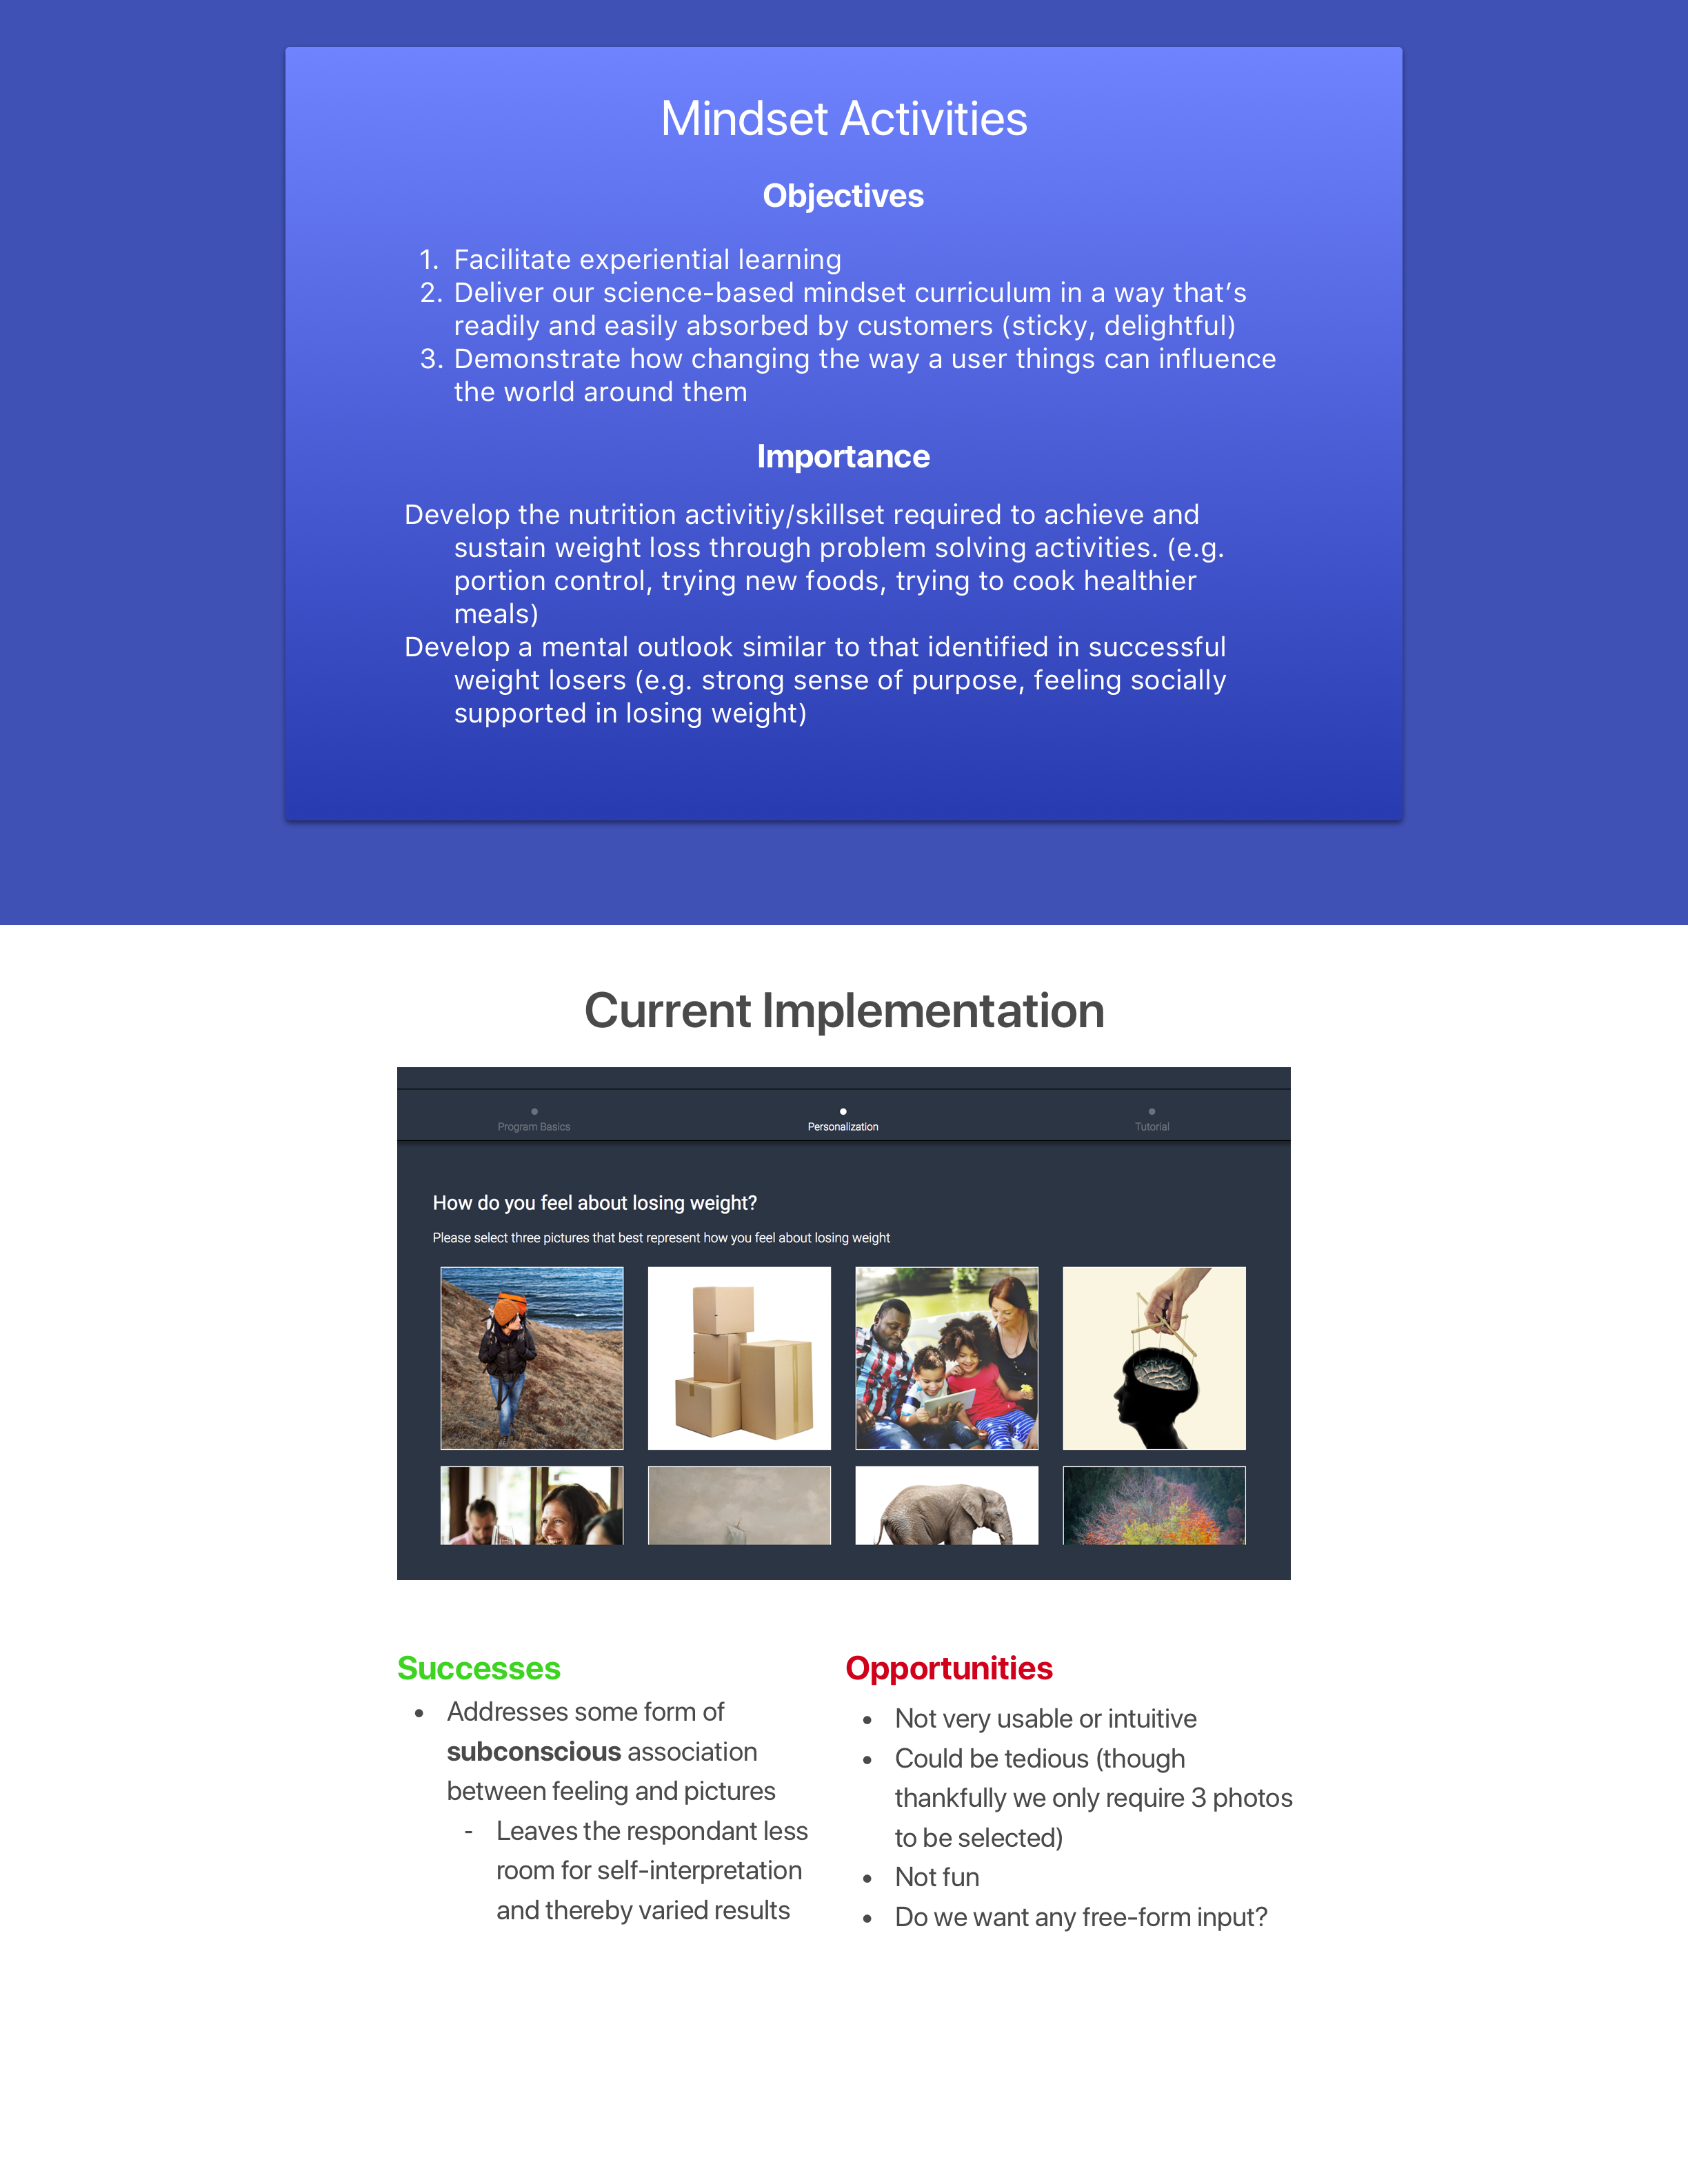 Mindset Activities
Objectives
1. Facilitate experiential learning
2. Deliver our science-based mindset curriculum in a way that’s
readily and easily absorbed by customers (sticky, delightful)
3. Demonstrate how changing the way a user things can influence
the world around them
Importance
Develop the nutrition activitiy/skillset required to achieve and
sustain weight loss through problem solving activities. (e.g.
portion control, trying new foods, trying to cook healthier
meals)
Develop a mental outlook similar to that identified in successful
weight losers (e.g. strong sense of purpose, feeling socially
supported in losing weight)
Current Implementation
Program Basics
Personalization
Tutorial
How do you feel about losing weight?
Please select three pictures that best represent how you feel about losing weight
Successes
• Addresses some form of
subconscious association
between feeling and pictures
- Leaves the respondant less
room for self-interpretation
and thereby varied results
Opportunities
• Not very usable or intuitive
• Could be tedious (though
thankfully we only require 3 photos
to be selected)
• Not fun
• Do we want any free-form input?